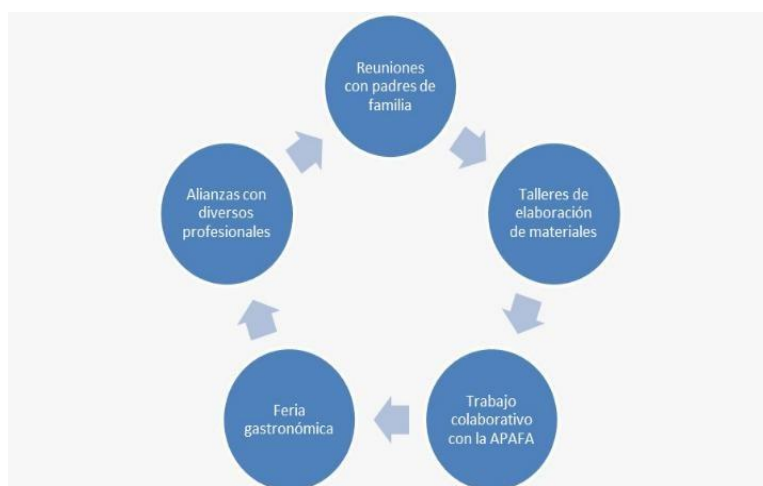 Reuniones
con padres de
familia
Talleres de
elaboración
de materiales
Trabajo
colaborativo
con la APAFA
Feria
gastronómica
Alianzas con
diversos
profesionales